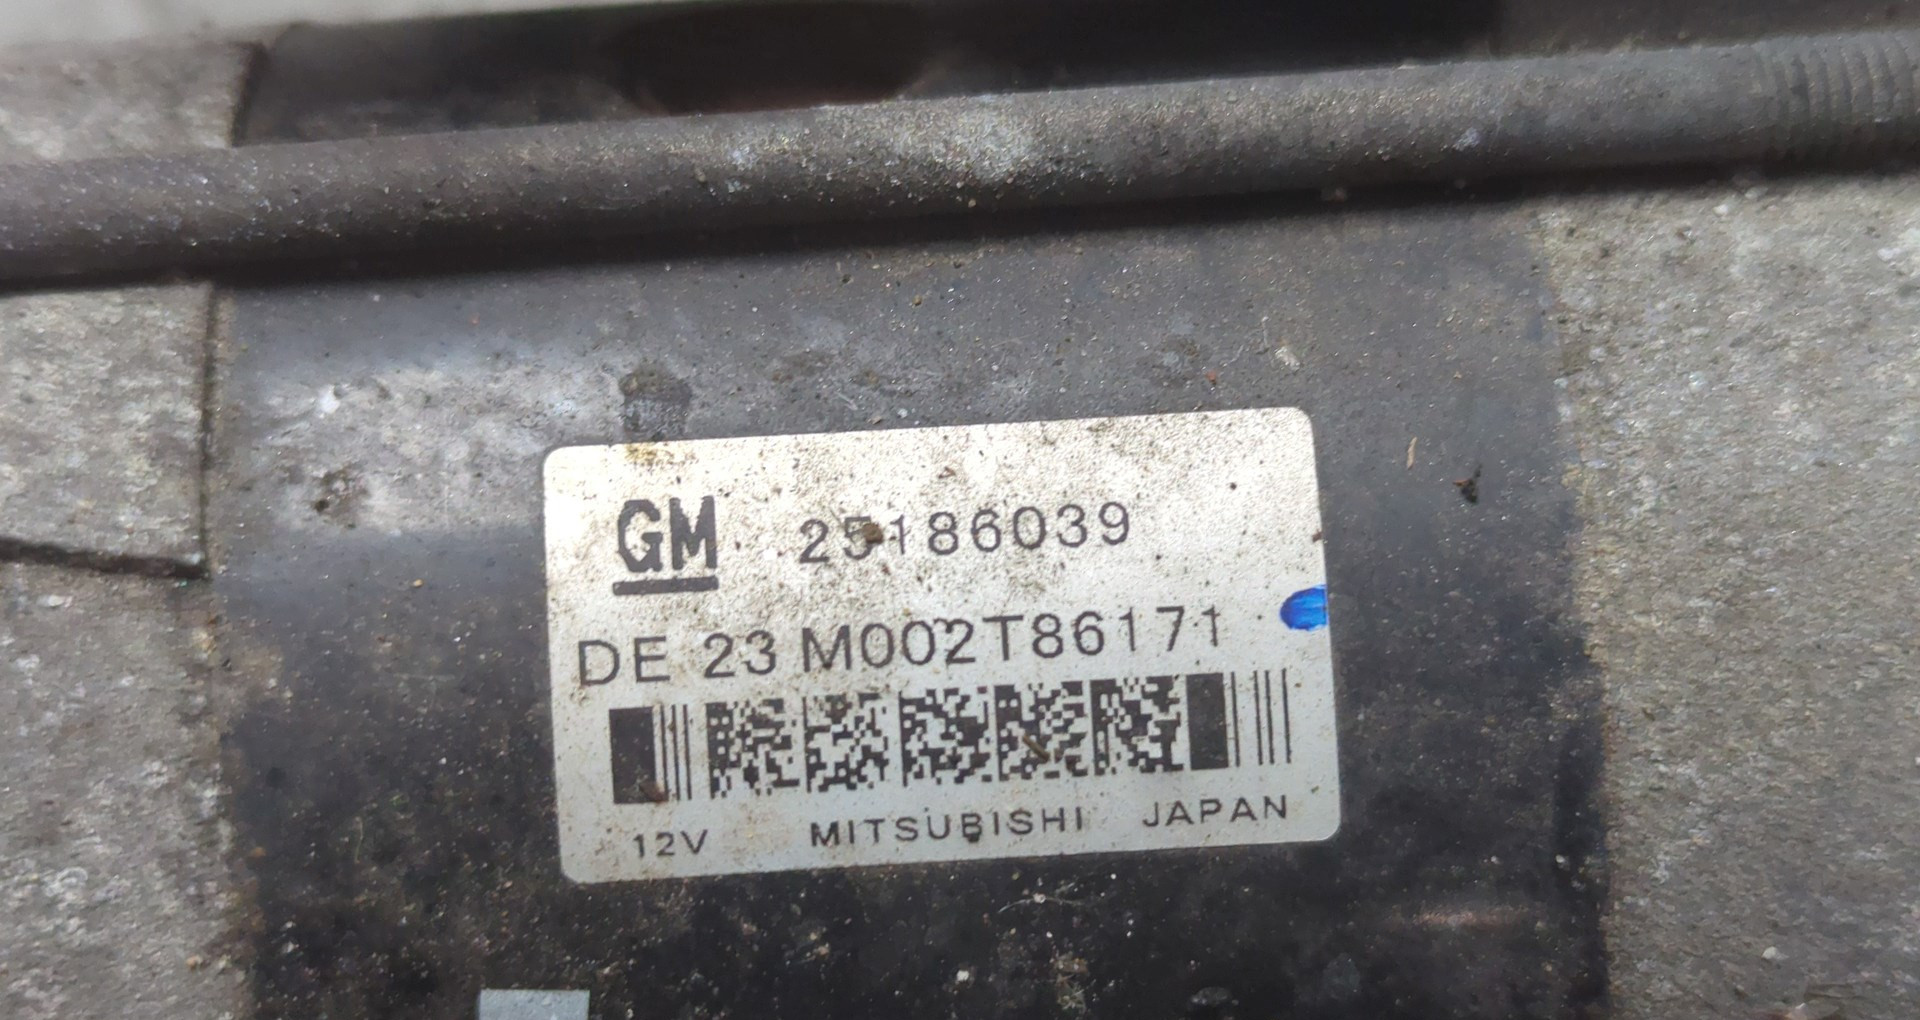 GM 25186039
DE 23 M002T86171
12V MITSUBISHI JAPAN